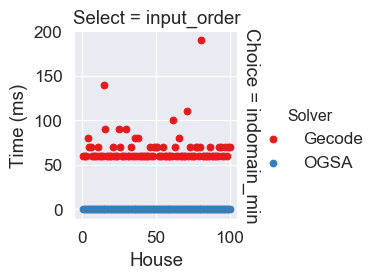 Select = input_order
200
150
100
50
0
Time (ms)
0
50
100
House
Choice = indomain_min
Solver
Gecode
OGSA